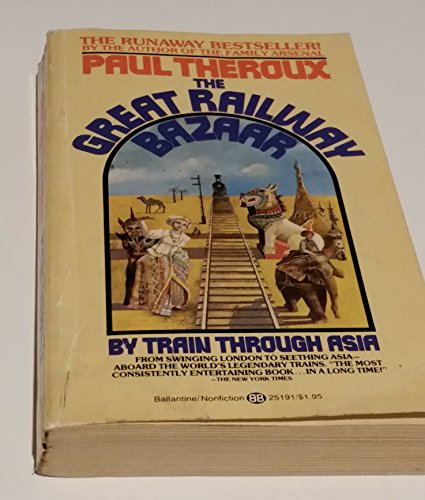 THE RUNAWAY BESTSELLER!
BY THE AUTHOR OF THE FAMILY ARSENAL
PAUL THEROUX
THE
GREAT RAILWAY
BAZAAR
BY TRAIN THROUGH ASIA
FROM SWINGING LONDON TO SEETHING ASIA—
ABOARD THE WORLD'S LEGENDARY TRAINS. "THE MOST
CONSISTENTLY ENTERTAINING BOOK...IN A LONG TIME!"
—THE NEW YORK TIMES
Ballantine/Nonfiction BB 25191/$1.95